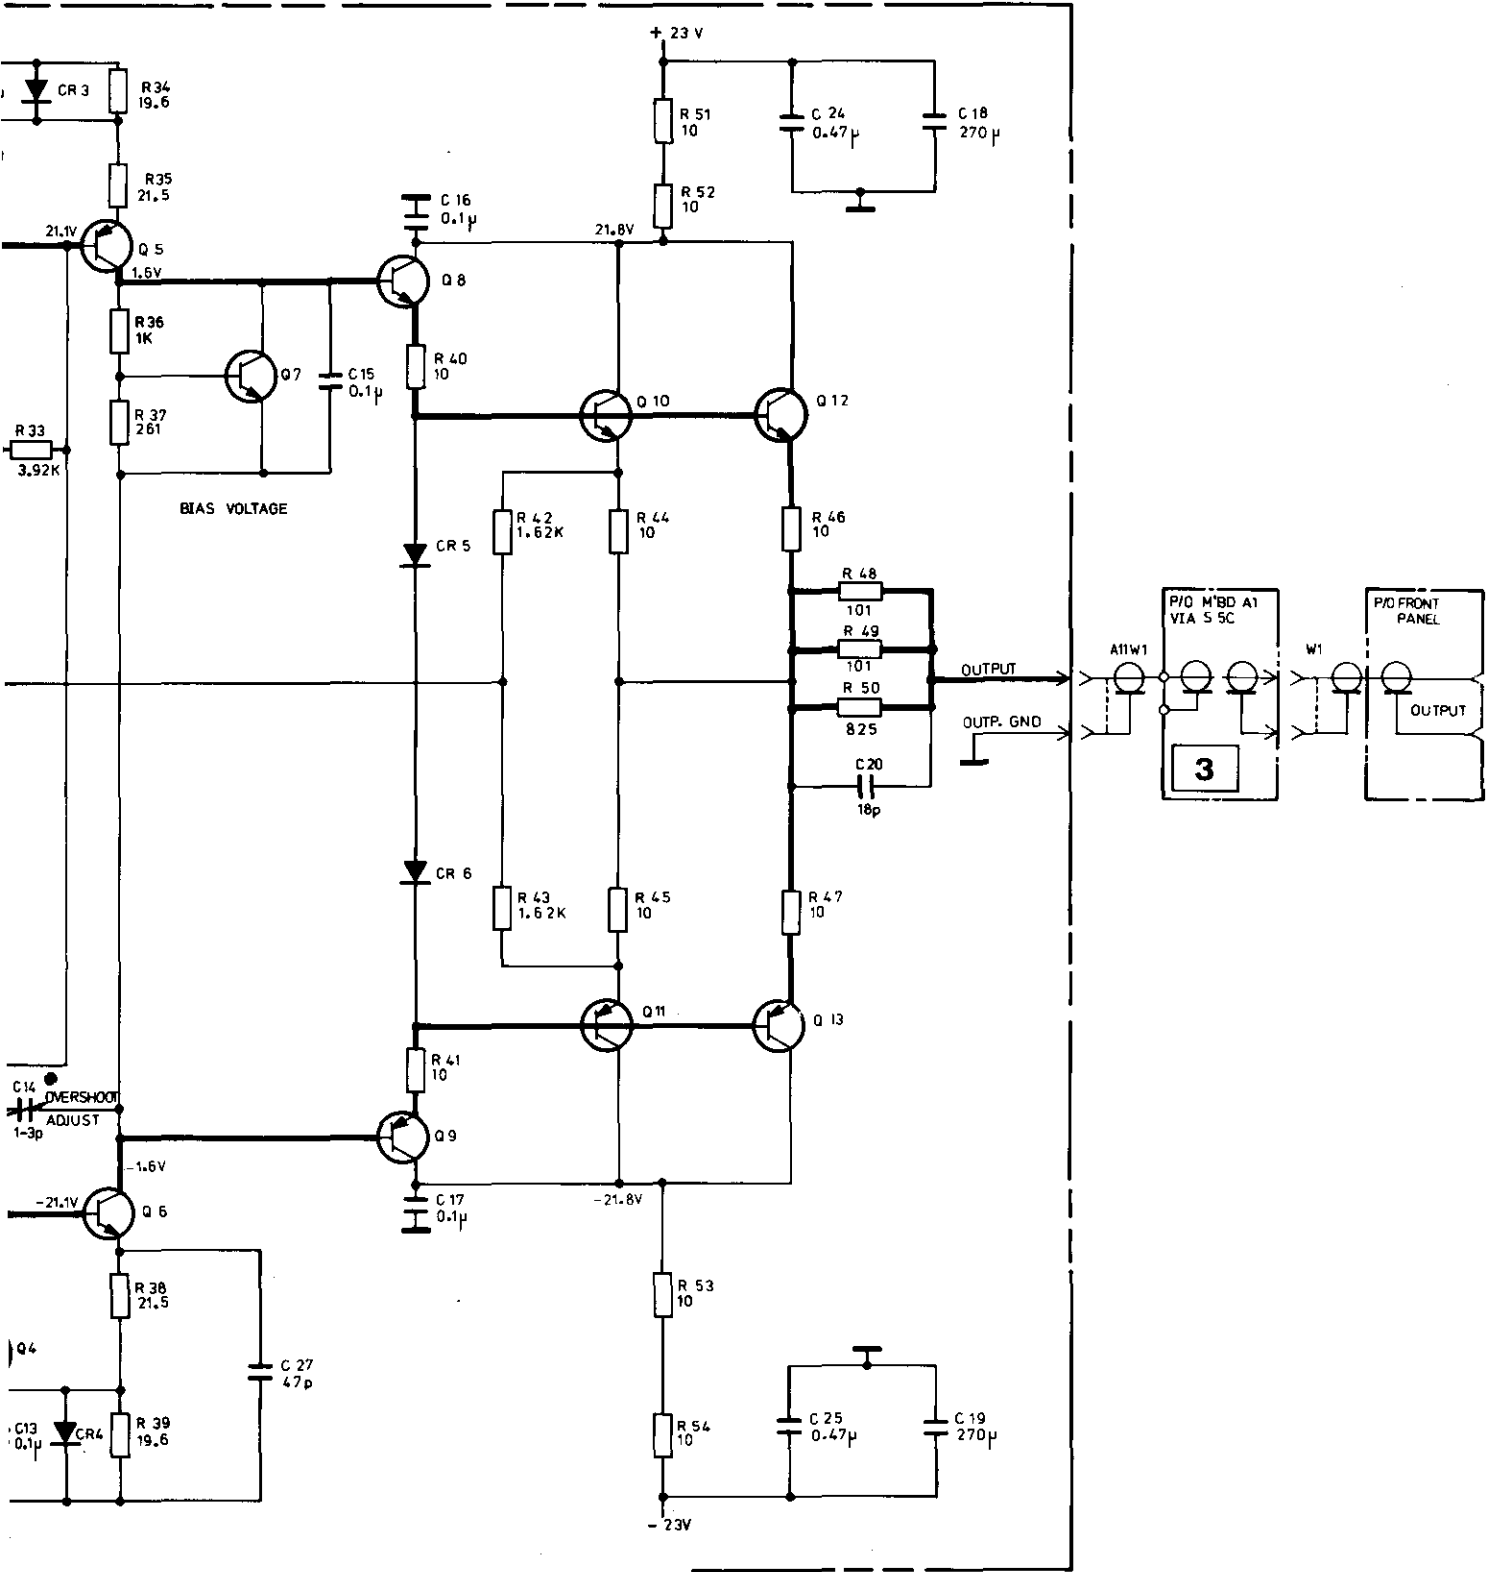 + 23 V
CR 3
R34
19.6
R 51
10
C 24
0.47µ
C 18
270 µ
R35
21.5
R 52
10
C 16
0.1µ
21.1V
21.8V
Q 5
1.6V
Q 8
R36
1K
R 40
10
Q7
C 15
0.1µ
R 37
261
Q 10
Q 12
R 33
3.92K
BIAS VOLTAGE
R 42
1.62K
R 44
10
R 46
10
CR 5
R 48
101
R 49
101
R 50
825
C 20
18p
OUTPUT
OUTP. GND
A11W1
P/O M'BD A1
VIA S 5C
3
W1
P/O FRONT
PANEL
OUTPUT
CR 6
R 43
1.62K
R 45
10
R 47
10
Q 11
Q 13
R 41
10
C14
1-3p
OVERSHOOT
ADJUST
Q 9
-1.6V
-21.1V
Q 6
C 17
0.1µ
-21.8V
R 38
21.5
R 53
10
Q4
C 27
47p
C13
0.1µ
CR4
R 39
19.6
R 54
10
C 25
0.47µ
C 19
270µ
- 23V